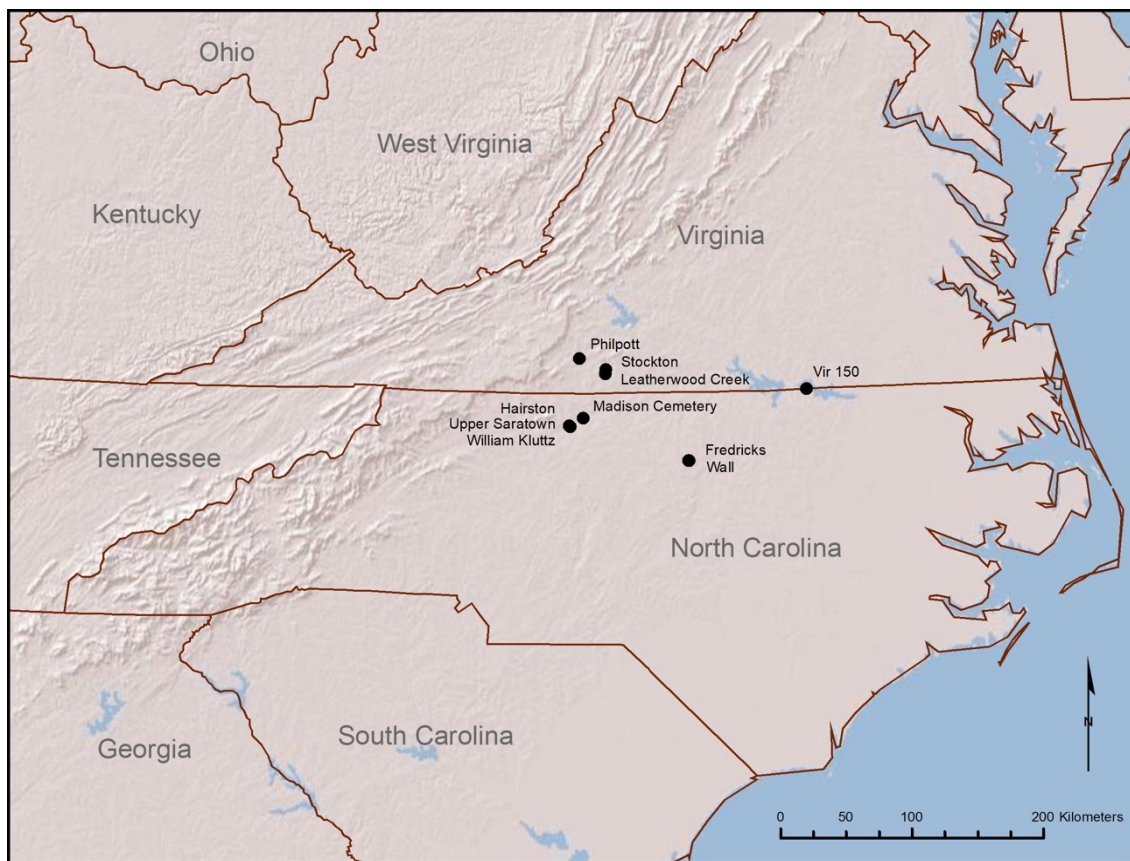 Ohio
West Virginia
Kentucky
Virginia
Philpott
Stockton
Leatherwood Creek
Vir 150
Hairston
Upper Saratown
William Kluttz
Madison Cemetery
Tennessee
Fredricks
Wall
North Carolina
South Carolina
Georgia
N
0 50 100 200 Kilometers